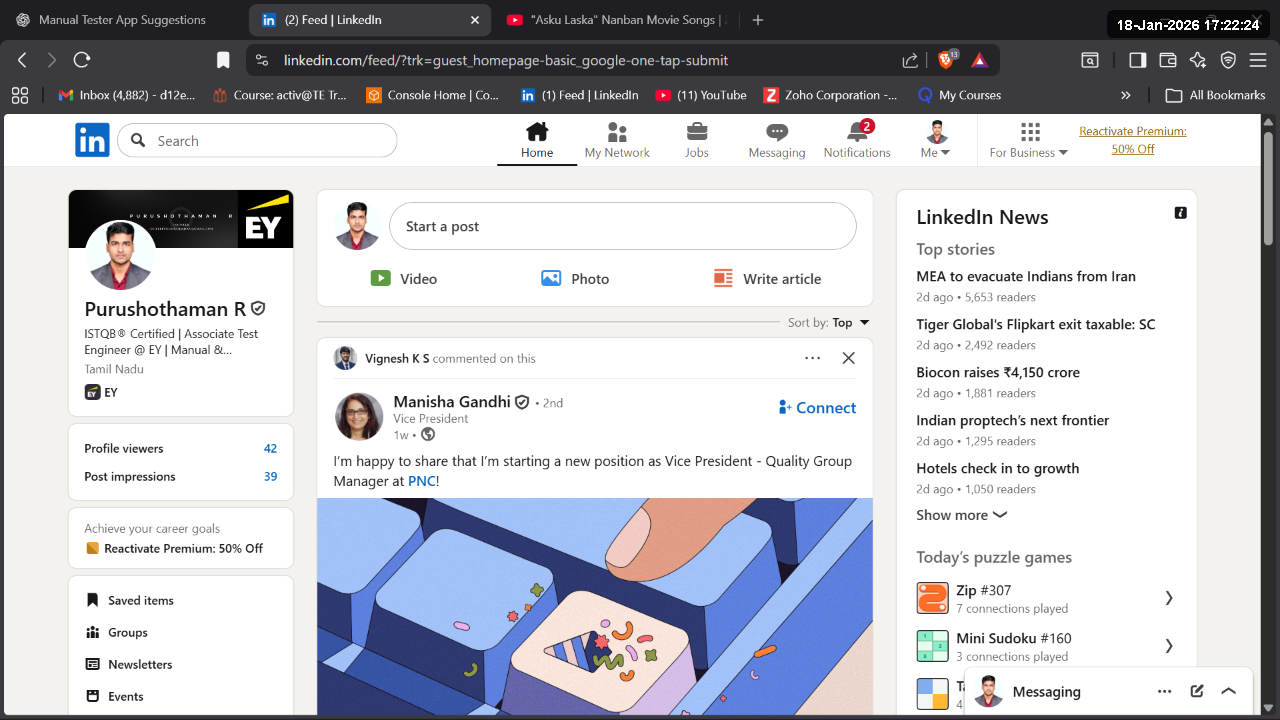 Manual Tester App Suggestions
(2) Feed | LinkedIn
"Asku Laska" Nanban Movie Songs |
18-Jan-2026 17:22:24
linkedin.com/feed/?trk=guest_homepage-basic_google-one-tap-submit
13
Inbox (4,882) - d12e...
Course: activ@TE Tr...
Console Home | Co...
(1) Feed | LinkedIn
(11) YouTube
Zoho Corporation -...
My Courses
All Bookmarks
in
Search
Home
My Network
Jobs
Messaging
2
Notifications
Me
For Business
Reactivate Premium:
50% Off
PURUSHOTHAMAN R
EY
Purushothaman R
ISTQB® Certified | Associate Test
Engineer @ EY | Manual &...
Tamil Nadu
EY
Profile viewers 42
Post impressions 39
Achieve your career goals
Reactivate Premium: 50% Off
Saved items
Groups
Newsletters
Events
Start a post
Video
Photo
Write article
Sort by: Top
Vignesh K S commented on this
Manisha Gandhi • 2nd
Connect
Vice President
1w •
I'm happy to share that I'm starting a new position as Vice President - Quality Group
Manager at PNC!
LinkedIn News
Top stories
MEA to evacuate Indians from Iran
2d ago • 5,653 readers
Tiger Global's Flipkart exit taxable: SC
2d ago • 2,492 readers
Biocon raises ₹4,150 crore
2d ago • 1,881 readers
Indian proptech's next frontier
2d ago • 1,295 readers
Hotels check in to growth
2d ago • 1,050 readers
Show more
Today's puzzle games
Zip #307
7 connections played
Mini Sudoku #160
3 connections played
Messaging